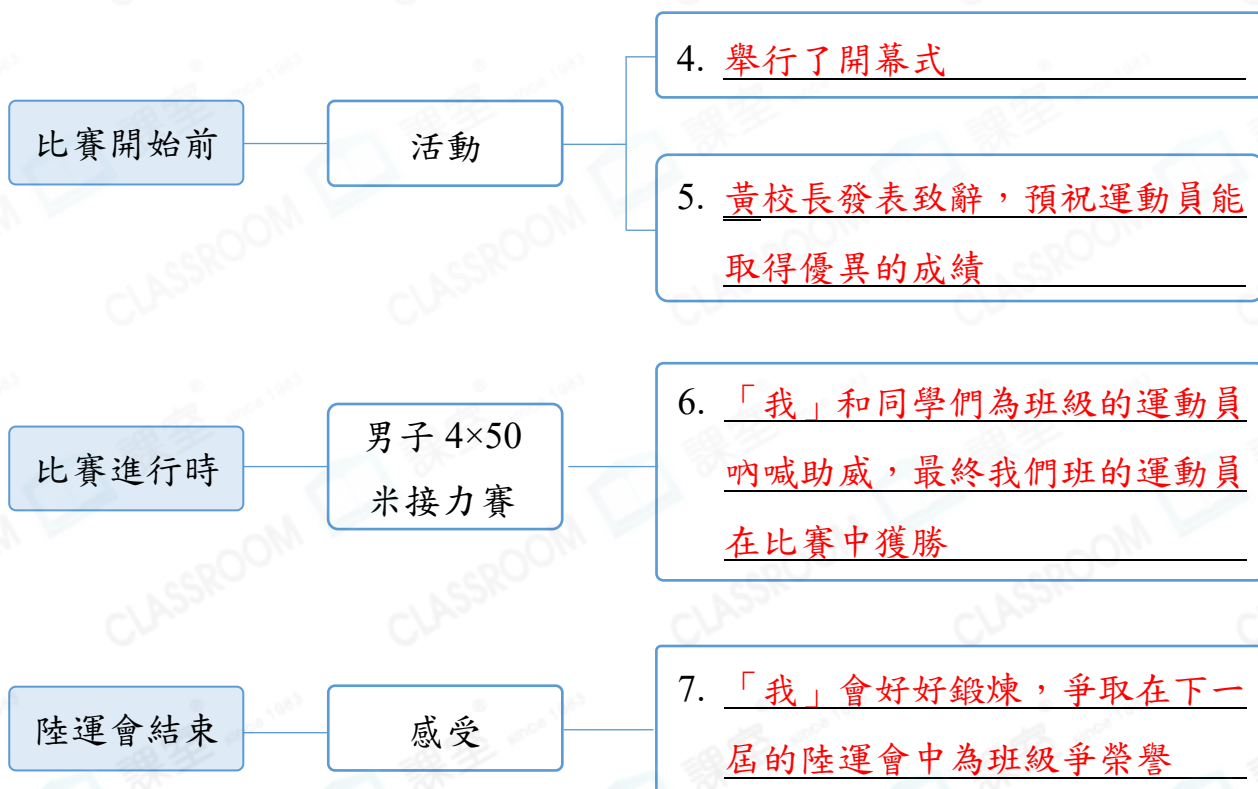 4. 舉行了開幕式
比賽開始前
活動
5. 黃校長發表致辭，預祝運動員能
取得優異的成績
6. 「我」和同學們為班級的運動員
吶喊助威，最終我們班的運動員
在比賽中獲勝
比賽進行時
男子 4×50
米接力賽
7. 「我」會好好鍛煉，爭取在下一
屆的陸運會中為班級爭榮譽
陸運會結束
感受
課室
CLASSROOM
since 1983